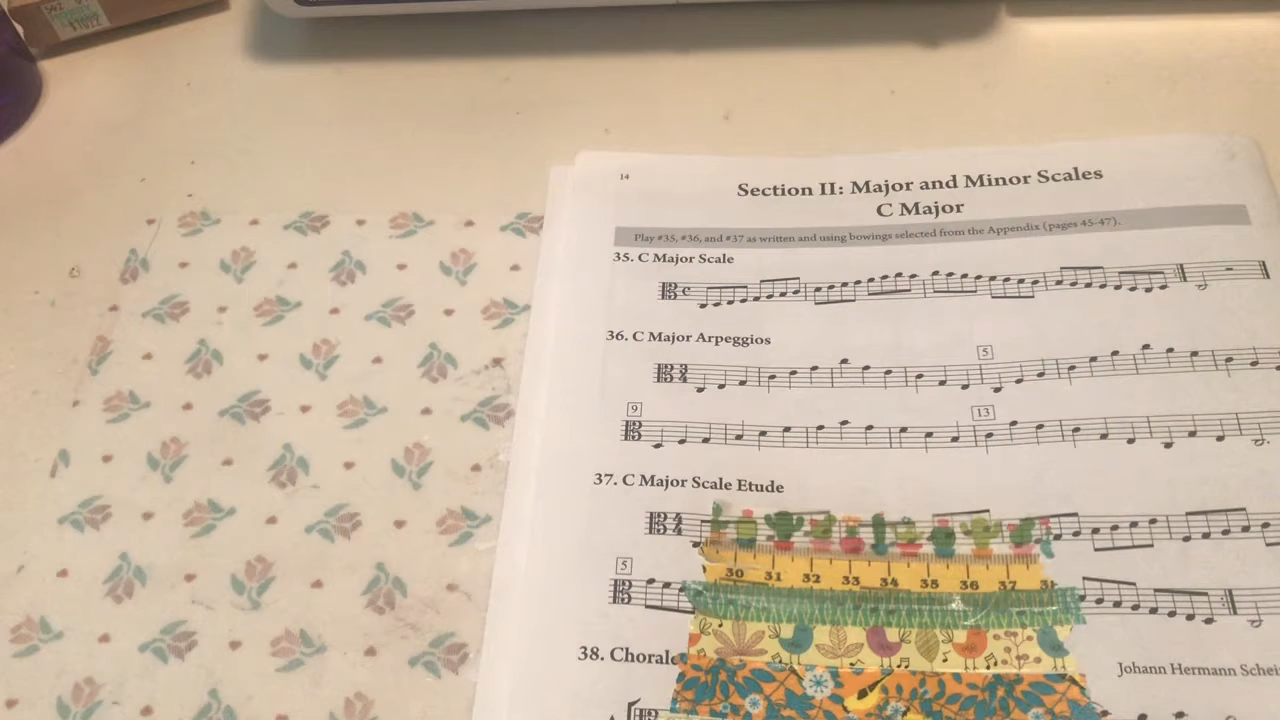 14
Section II: Major and Minor Scales
C Major
Play #35, #36, and #37 as written and using bowings selected from the Appendix (pages 45-47).
35. C Major Scale
36. C Major Arpeggios
5
9
13
37. C Major Scale Etude
30 31 32 33 34 35 36 37
5
38. Chorale
Johann Hermann Schei